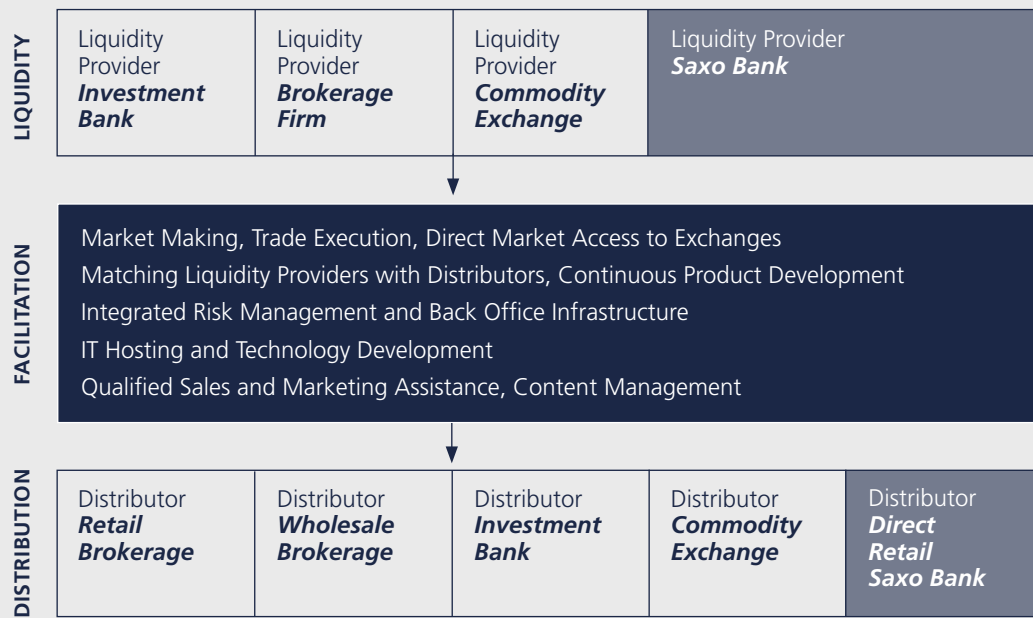 LIQUIDITY
Liquidity
Provider
Investment
Bank
Liquidity
Provider
Brokerage
Firm
Liquidity
Provider
Commodity
Exchange
Liquidity Provider
Saxo Bank
FACILITATION
Market Making, Trade Execution, Direct Market Access to Exchanges
Matching Liquidity Providers with Distributors, Continuous Product Development
Integrated Risk Management and Back Office Infrastructure
IT Hosting and Technology Development
Qualified Sales and Marketing Assistance, Content Management
DISTRIBUTION
Distributor
Retail
Brokerage
Distributor
Wholesale
Brokerage
Distributor
Investment
Bank
Distributor
Commodity
Exchange
Distributor
Direct
Retail
Saxo Bank